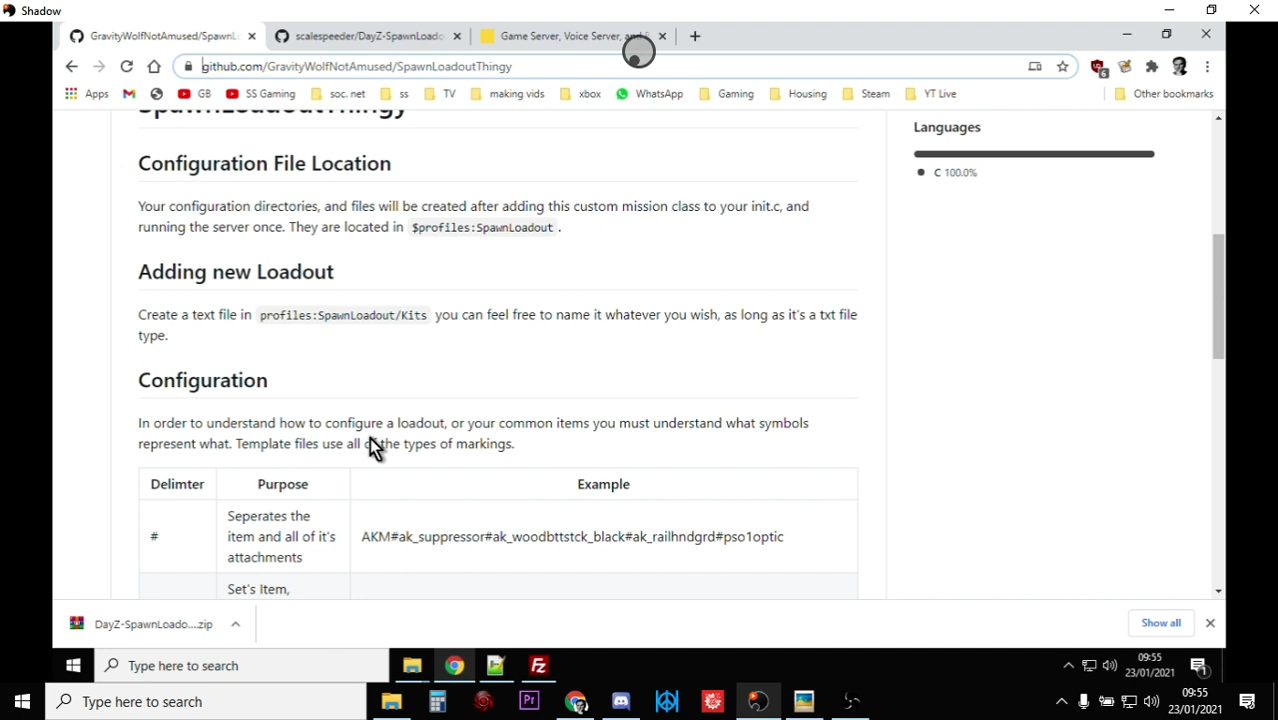 Shadow
GravityWolfNotAmused/SpawnL
scalespeeder/DayZ-SpawnLoado
Game Server, Voice Server, and
github.com/GravityWolfNotAmused/SpawnLoadoutThingy
Apps
GB
SS Gaming
soc. net
ss
TV
making vids
xbox
WhatsApp
Gaming
Housing
Steam
YT Live
Other bookmarks
SpawnLoadoutThingy
Languages
C 100.0%
Configuration File Location
Your configuration directories, and files will be created after adding this custom mission class to your init.c, and
running the server once. They are located in $profiles:SpawnLoadout .
Adding new Loadout
Create a text file in profiles:SpawnLoadout/Kits you can feel free to name it whatever you wish, as long as it's a txt file
type.
Configuration
In order to understand how to configure a loadout, or your common items you must understand what symbols
represent what. Template files use all of the types of markings.
Delimter Purpose Example
# Seperates the item and all of it's attachments AKM#ak_suppressor#ak_woodbttstck_black#ak_railhndgrd#pso1optic
Set's Item,
DayZ-SpawnLoado....zip
Show all
Type here to search
09:55
23/01/2021
Type here to search
09:55
23/01/2021